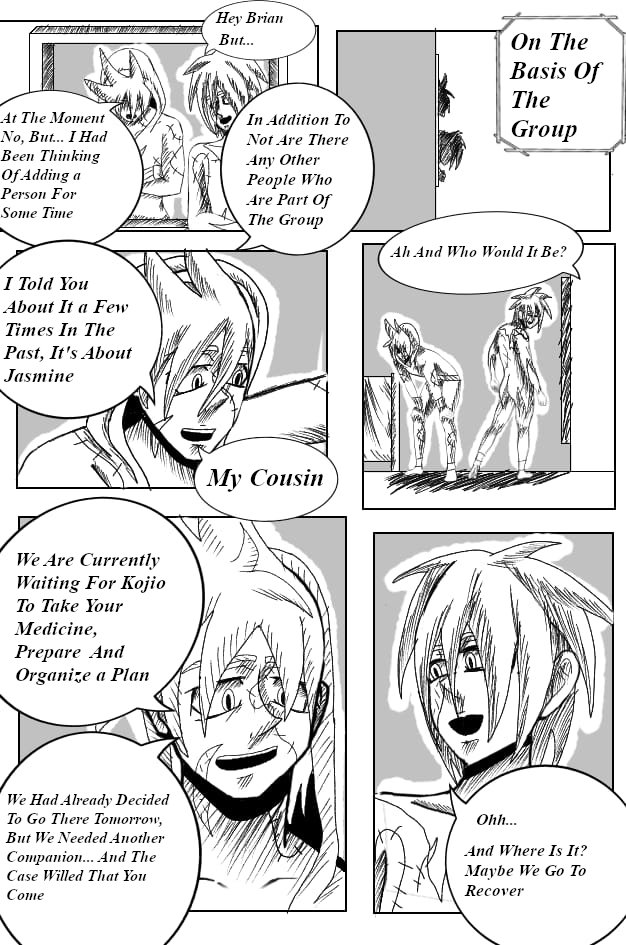 Hey Brian
But...
In Addition To
Not Are There
Any Other
People Who
Are Part Of
The Group
At The Moment
No, But... I Had
Been Thinking
Of Adding a
Person For
Some Time
On The
Basis Of
The
Group
I Told You
About It a Few
Times In The
Past, It's About
Jasmine
My Cousin
Ah And Who Would It Be?
We Are Currently
Waiting For Kojio
To Take Your
Medicine,
Prepare And
Organize a Plan
We Had Already Decided
To Go There Tomorrow,
But We Needed Another
Companion... And The
Case Willed That You
Come
Ohh...
And Where Is It?
Maybe We Go To
Recover